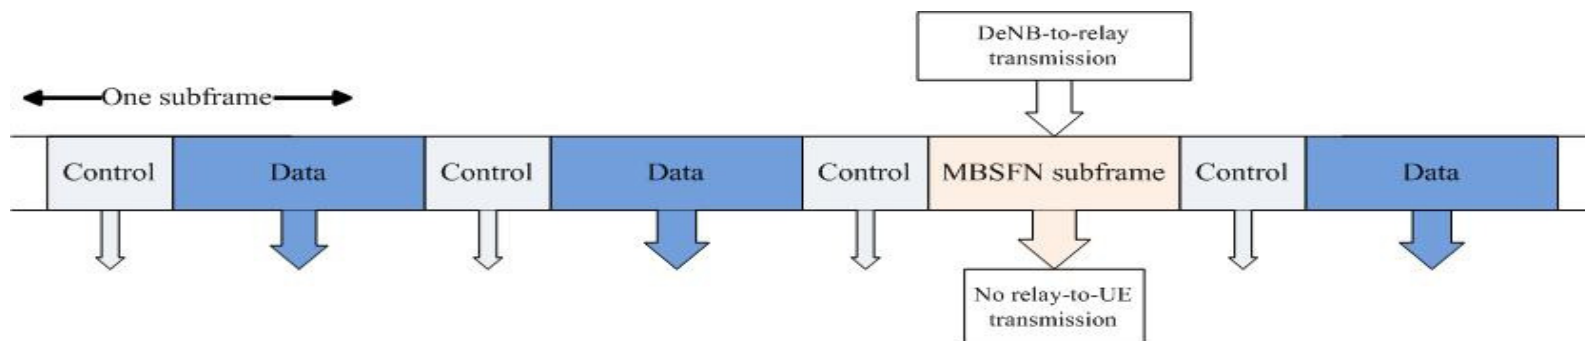 DeNB-to-relay
transmission
One subframe
Control Data Control Data Control MBSFN subframe Control Data
No relay-to-UE
transmission